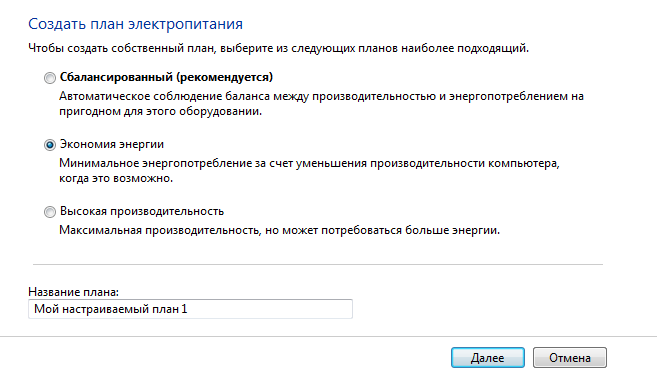 Создать план электропитания
Чтобы создать собственный план, выберите из следующих планов наиболее подходящий.
Сбалансированный (рекомендуется)
Автоматическое соблюдение баланса между производительностью и энергопотреблением на
пригодном для этого оборудовании.
Экономия энергии
Минимальное энергопотребление за счет уменьшения производительности компьютера,
когда это возможно.
Высокая производительность
Максимальная производительность, но может потребоваться больше энергии.
Название плана:
Мой настраиваемый план 1
Далее
Отмена